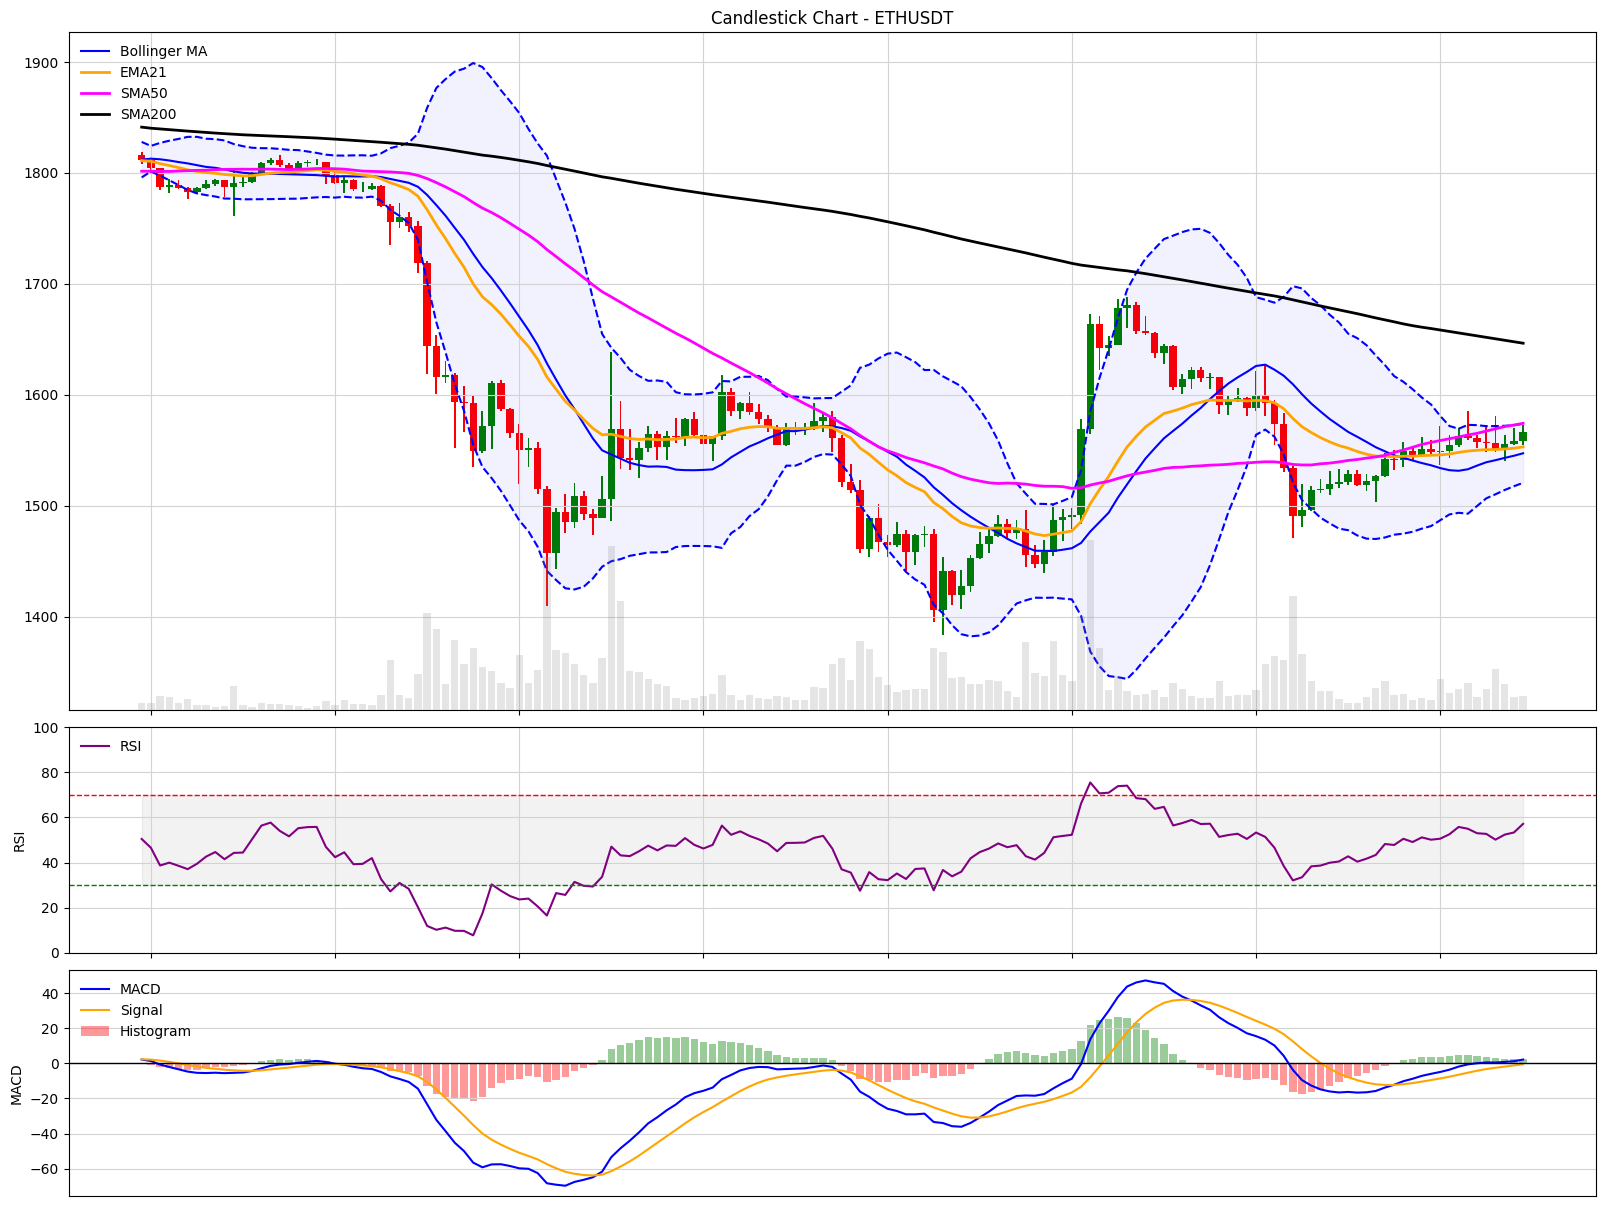 Candlestick Chart - ETHUSDT
Bollinger MA
EMA21
SMA50
SMA200
1900
1800
1700
1600
1500
1400
RSI
100
80
60
40
20
0
RSI
MACD
Signal
Histogram
40
20
0
−20
−40
−60
MACD